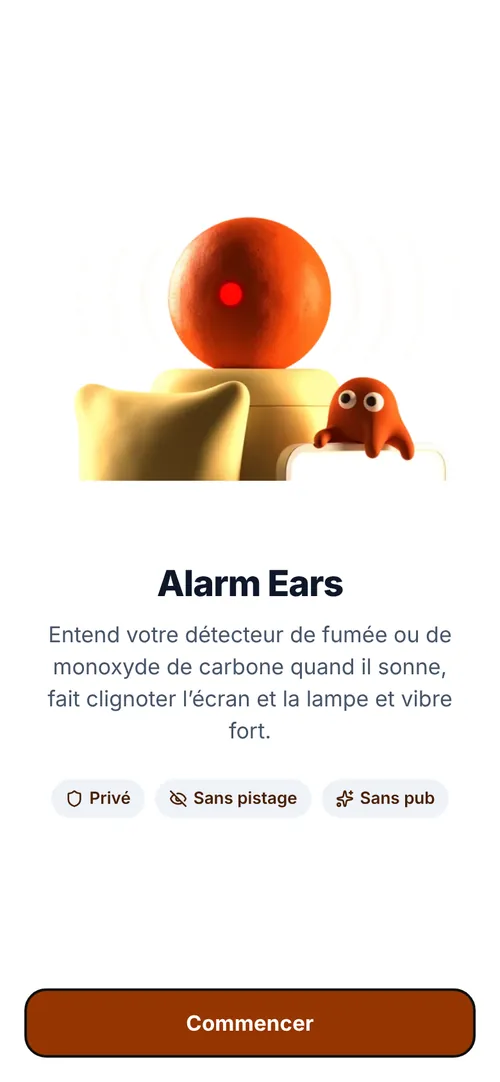 Alarm Ears
Entend votre détecteur de fumée ou de
monoxyde de carbone quand il sonne,
fait clignoter l’écran et la lampe et vibre
fort.
Privé
Sans pistage
Sans pub
Commencer